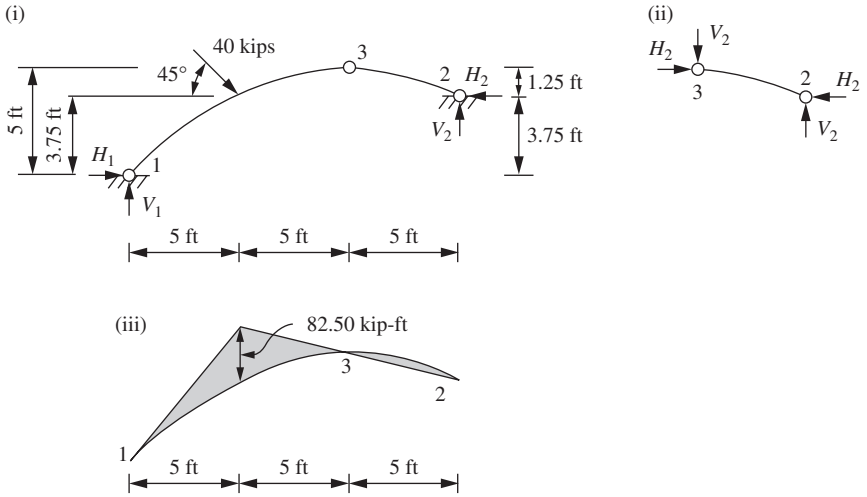 (i)
40 kips
45°
3
2
H₂
1.25 ft
5 ft
3.75 ft
V₂
3.75 ft
H₁
1
V₁
5 ft
5 ft
5 ft
(ii)
V₂
H₂
3
2
H₂
V₂
(iii)
82.50 kip-ft
3
2
1
5 ft
5 ft
5 ft